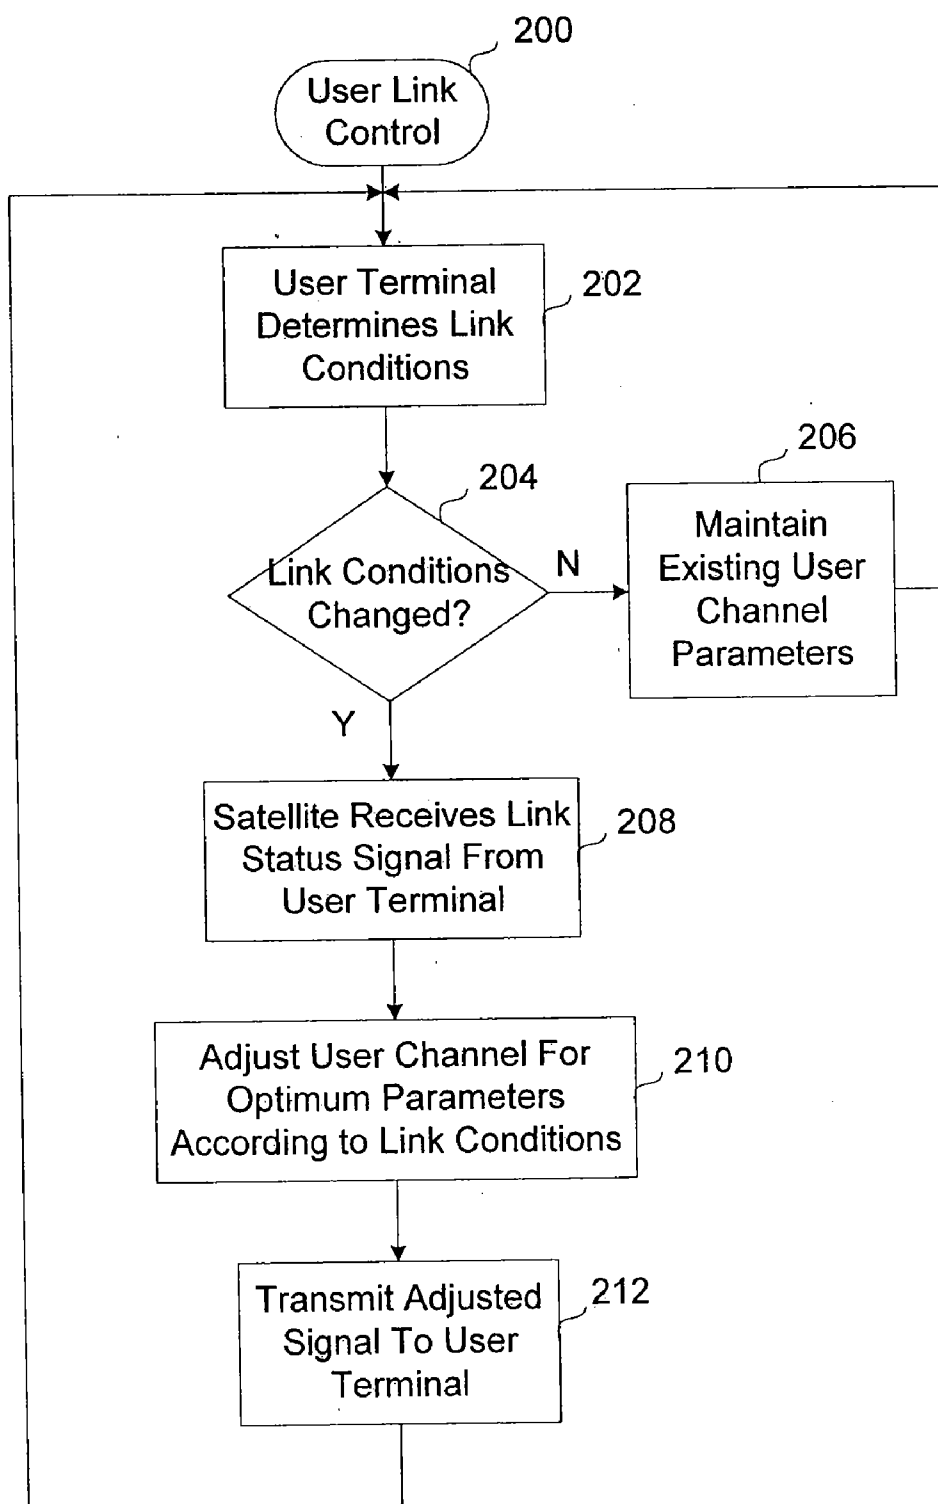 200
User Link
Control
User Terminal
Determines Link
Conditions
202
204
Link Conditions
Changed?
N
206
Maintain
Existing User
Channel
Parameters
Y
Satellite Receives Link
Status Signal From
User Terminal
208
Adjust User Channel For
Optimum Parameters
According to Link Conditions
210
Transmit Adjusted
Signal To User
Terminal
212